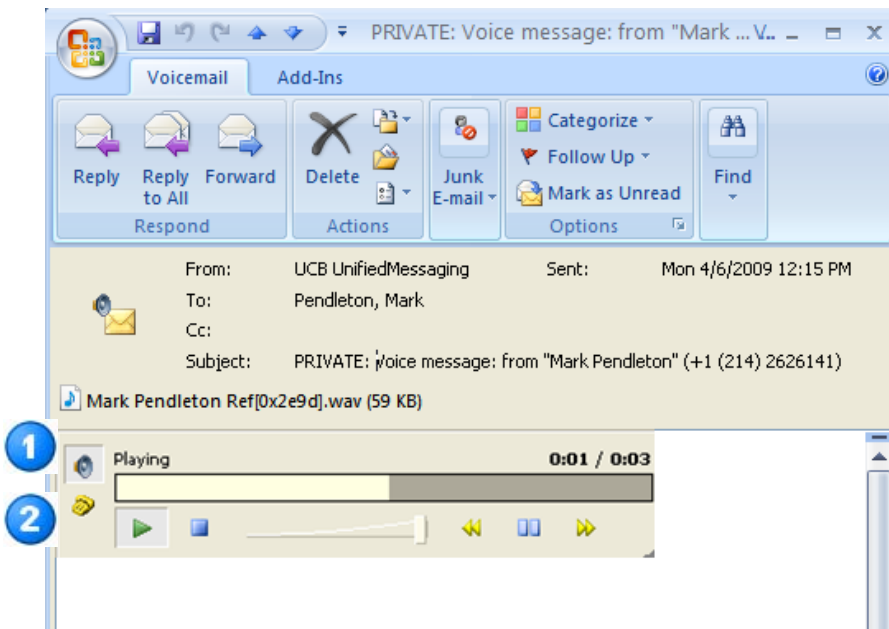 PRIVATE: Voice message: from "Mark ... V..
Voicemail Add-Ins
Reply Reply to All Forward Delete Junk E-mail Categorize Follow Up Mark as Unread Find
Respond Actions Options
From: UCB UnifiedMessaging Sent: Mon 4/6/2009 12:15 PM
To: Pendleton, Mark
Cc:
Subject: PRIVATE: Voice message: from "Mark Pendleton" (+1 (214) 2626141)
Mark Pendleton Ref[0x2e9d].wav (59 KB)
1 Playing 0:01 / 0:03
2